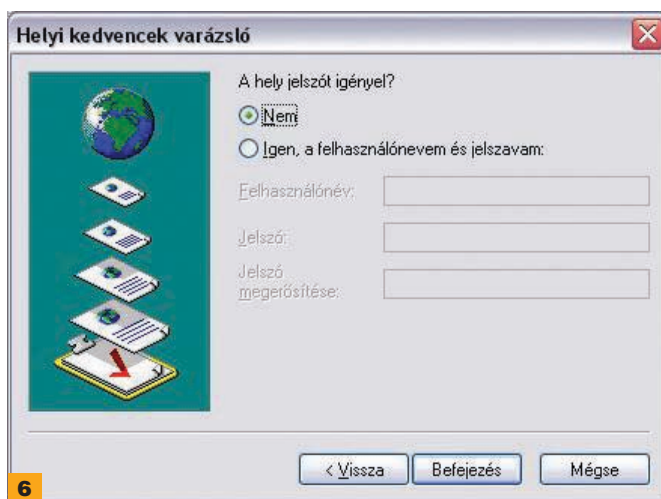 Helyi kedvencek varázsló
A hely jelszót igényel?
Nem
Igen, a felhasználónevem és jelszavam:
Felhasználónév:
Jelszó:
Jelszó
megerősítése:
< Vissza Befejezés Mégse
6